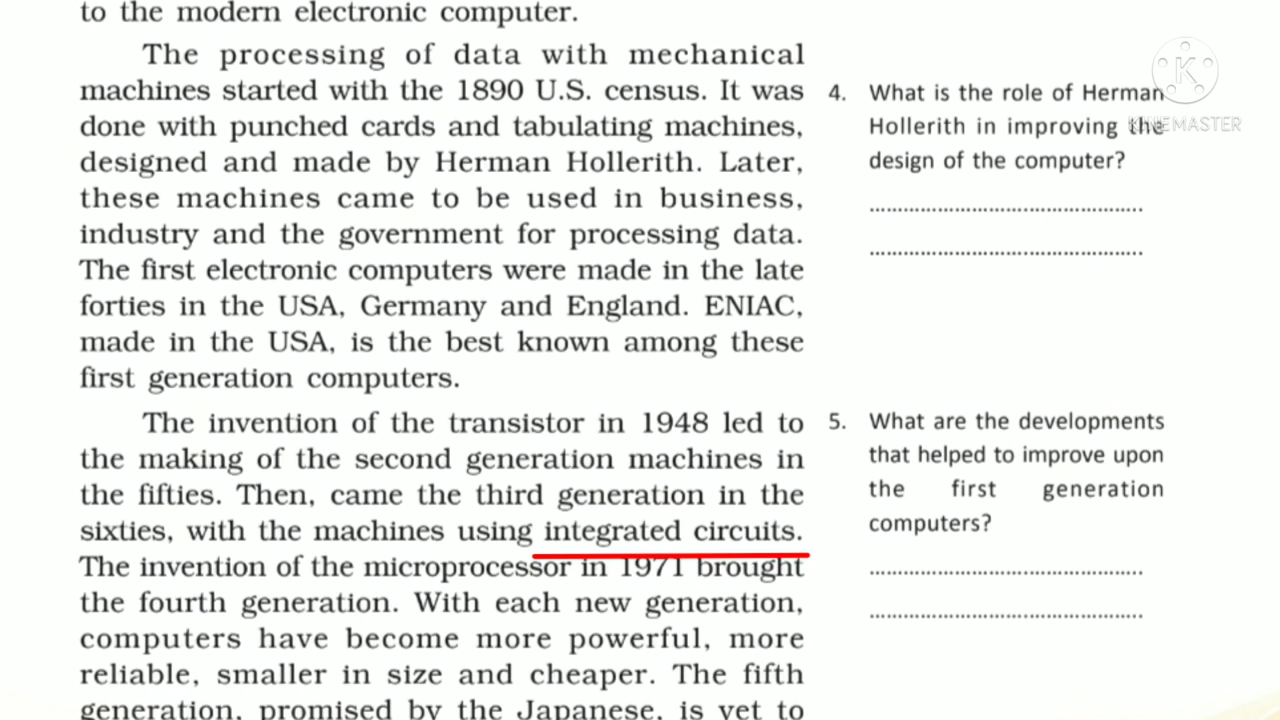 to the modern electronic computer.
The processing of data with mechanical
machines started with the 1890 U.S. census. It was
done with punched cards and tabulating machines,
designed and made by Herman Hollerith. Later,
these machines came to be used in business,
industry and the government for processing data.
The first electronic computers were made in the late
forties in the USA, Germany and England. ENIAC,
made in the USA, is the best known among these
first generation computers.
The invention of the transistor in 1948 led to
the making of the second generation machines in
the fifties. Then, came the third generation in the
sixties, with the machines using integrated circuits.
The invention of the microprocessor in 1971 brought
the fourth generation. With each new generation,
computers have become more powerful, more
reliable, smaller in size and cheaper. The fifth
generation, promised by the Japanese, is yet to
4. What is the role of Herman
Hollerith in improving the
design of the computer?
............................................
............................................
5. What are the developments
that helped to improve upon
the first generation
computers?
............................................
............................................
K
KINEMASTER